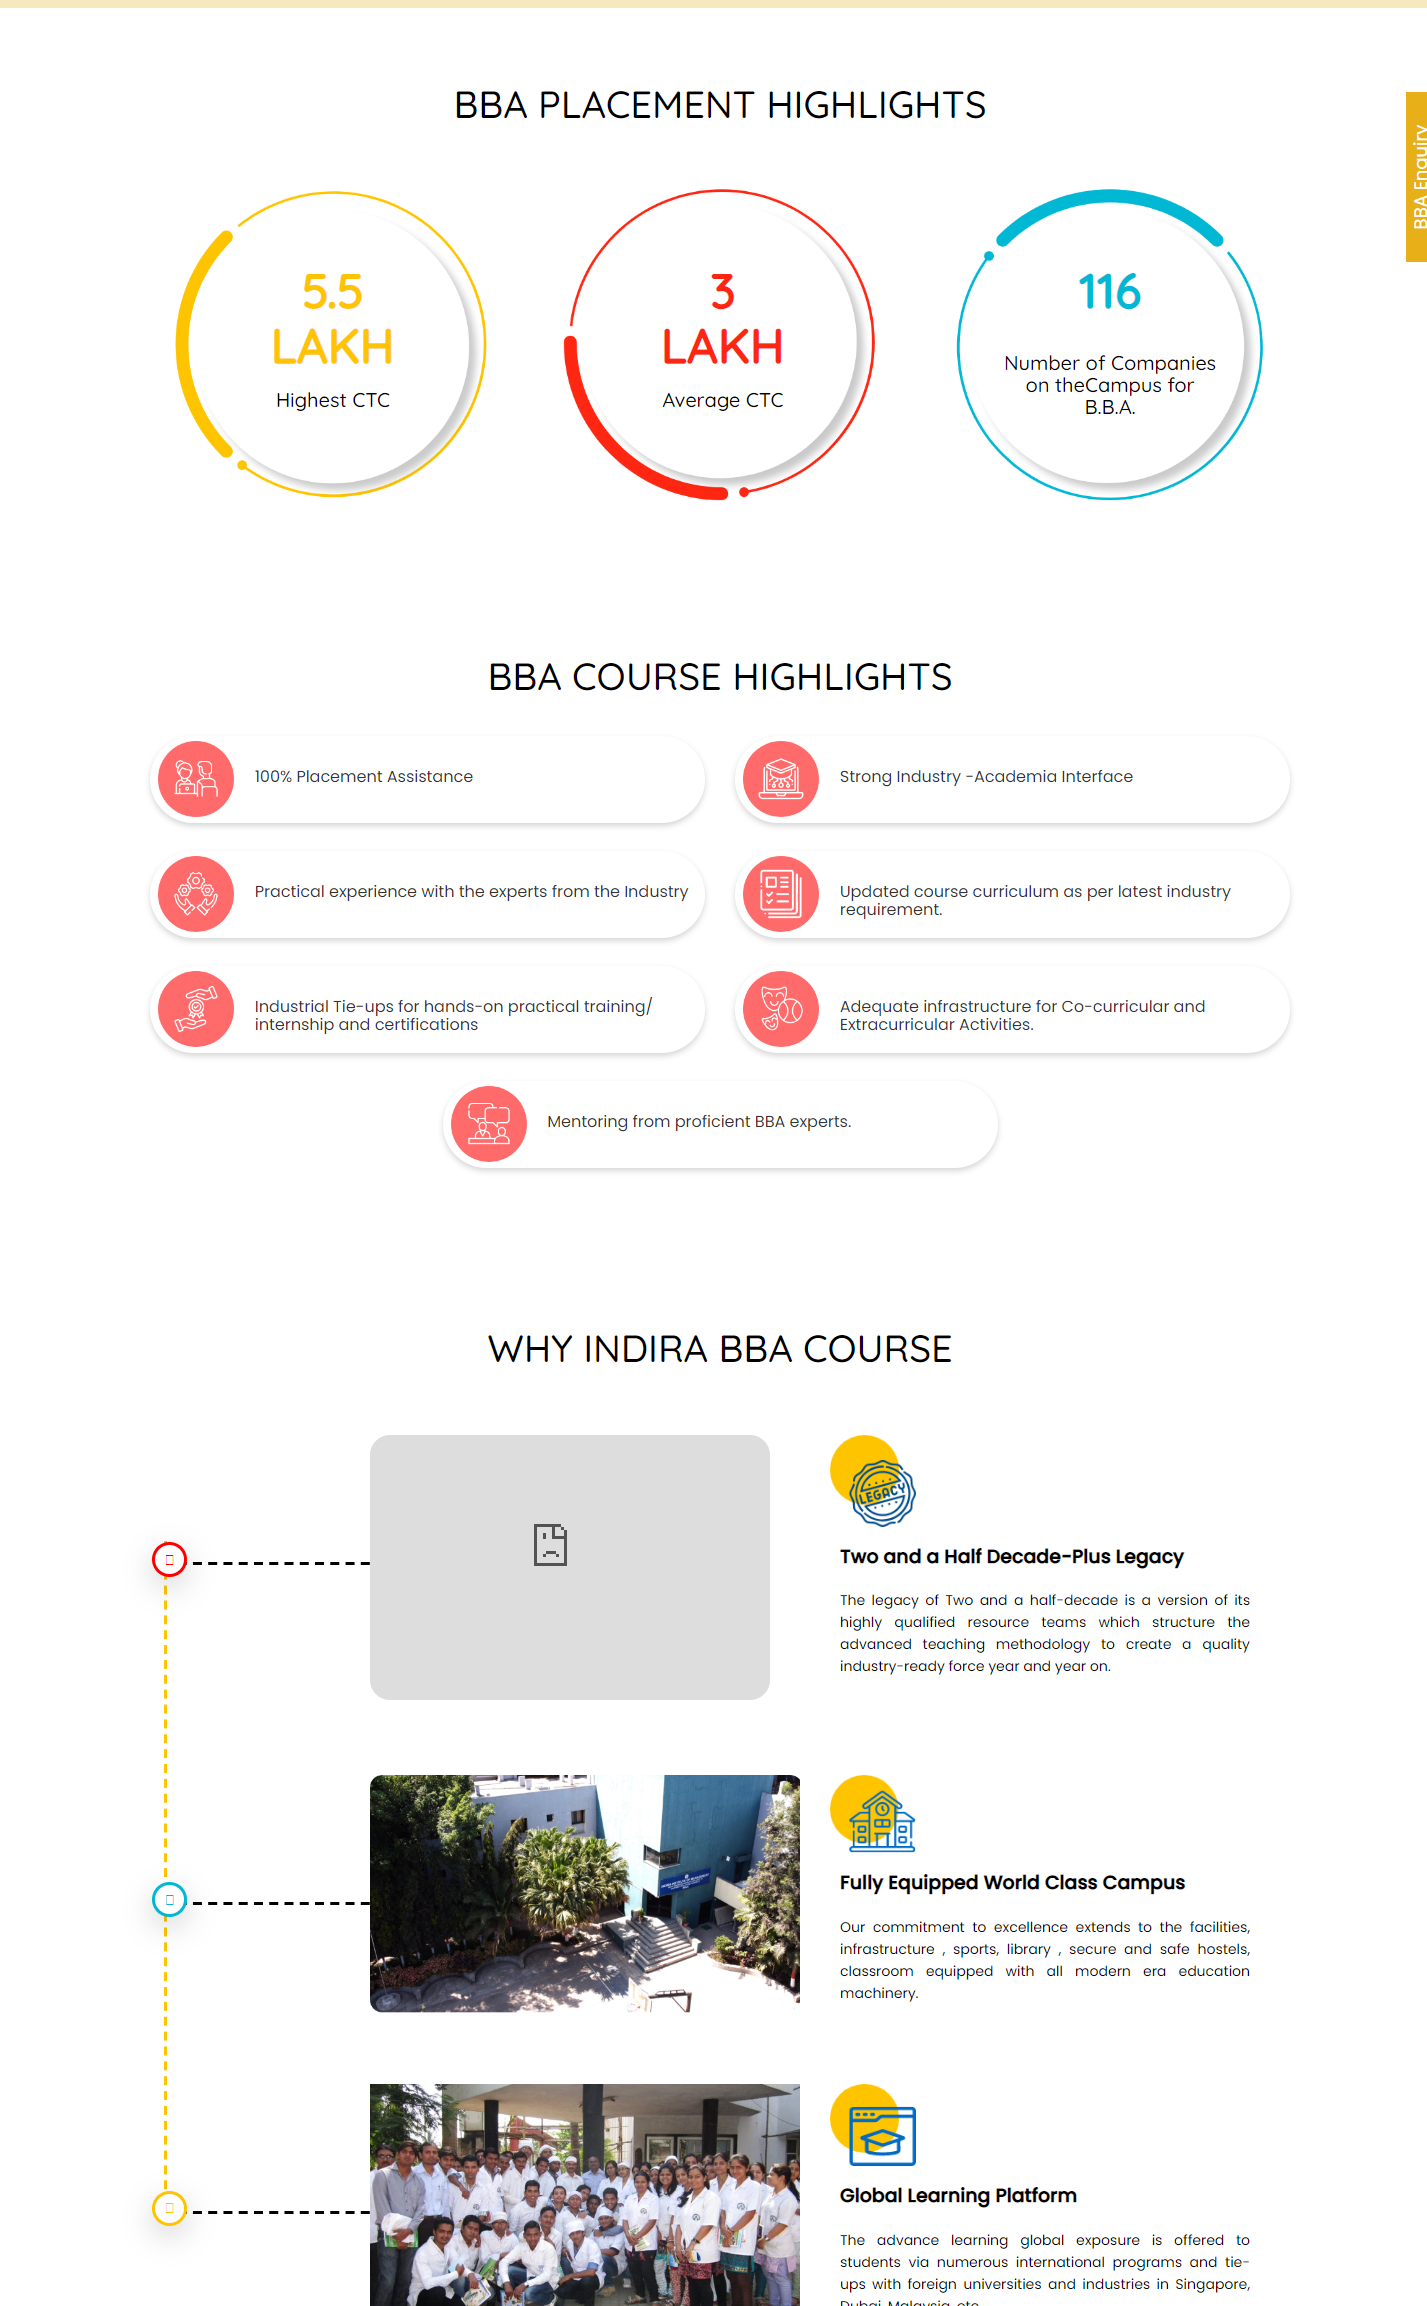 BBA PLACEMENT HIGHLIGHTS
BBA Enquiry
5.5
LAKH
Highest CTC
3
LAKH
Average CTC
116
Number of Companies
on theCampus for
B.B.A.
BBA COURSE HIGHLIGHTS
100% Placement Assistance
Strong Industry -Academia Interface
Practical experience with the experts from the Industry
Updated course curriculum as per latest industry
requirement.
Industrial Tie-ups for hands-on practical training/
internship and certifications
Adequate infrastructure for Co-curricular and
Extracurricular Activities.
Mentoring from proficient BBA experts.
WHY INDIRA BBA COURSE
LEGACY
Two and a Half Decade-Plus Legacy
The legacy of Two and a half-decade is a version of its
highly qualified resource teams which structure the
advanced teaching methodology to create a quality
industry-ready force year and year on.
Fully Equipped World Class Campus
Our commitment to excellence extends to the facilities,
infrastructure , sports, library , secure and safe hostels,
classroom equipped with all modern era education
machinery.
Global Learning Platform
The advance learning global exposure is offered to
students via numerous international programs and tie-
ups with foreign universities and industries in Singapore,
Dubai, Malaysia, etc.